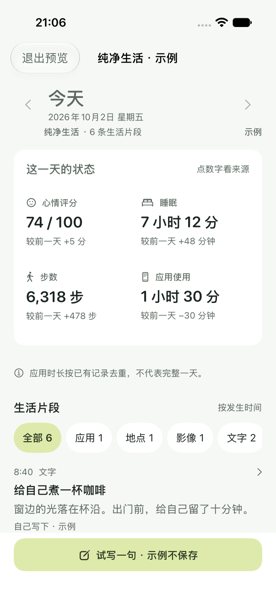 21:06
退出预览
纯净生活 · 示例
今天
2026年10月2日 星期五
纯净生活 · 6 条生活片段
示例
这一天的状态
点数字看来源
心情评分
睡眠
74 / 100
7 小时 12 分
较前一天 +5 分
较前一天 +48 分钟
步数
应用使用
6,318 步
1 小时 30 分
较前一天 +478 步
较前一天 −30 分钟
应用时长按已有记录去重，不代表完整一天。
生活片段
按发生时间
全部 6
应用 1
地点 1
影像 1
文字 2
8:40 文字
给自己煮一杯咖啡
窗边的光落在杯沿。出门前，给自己留了十分钟。
自己写下 · 示例
试写一句 · 示例不保存